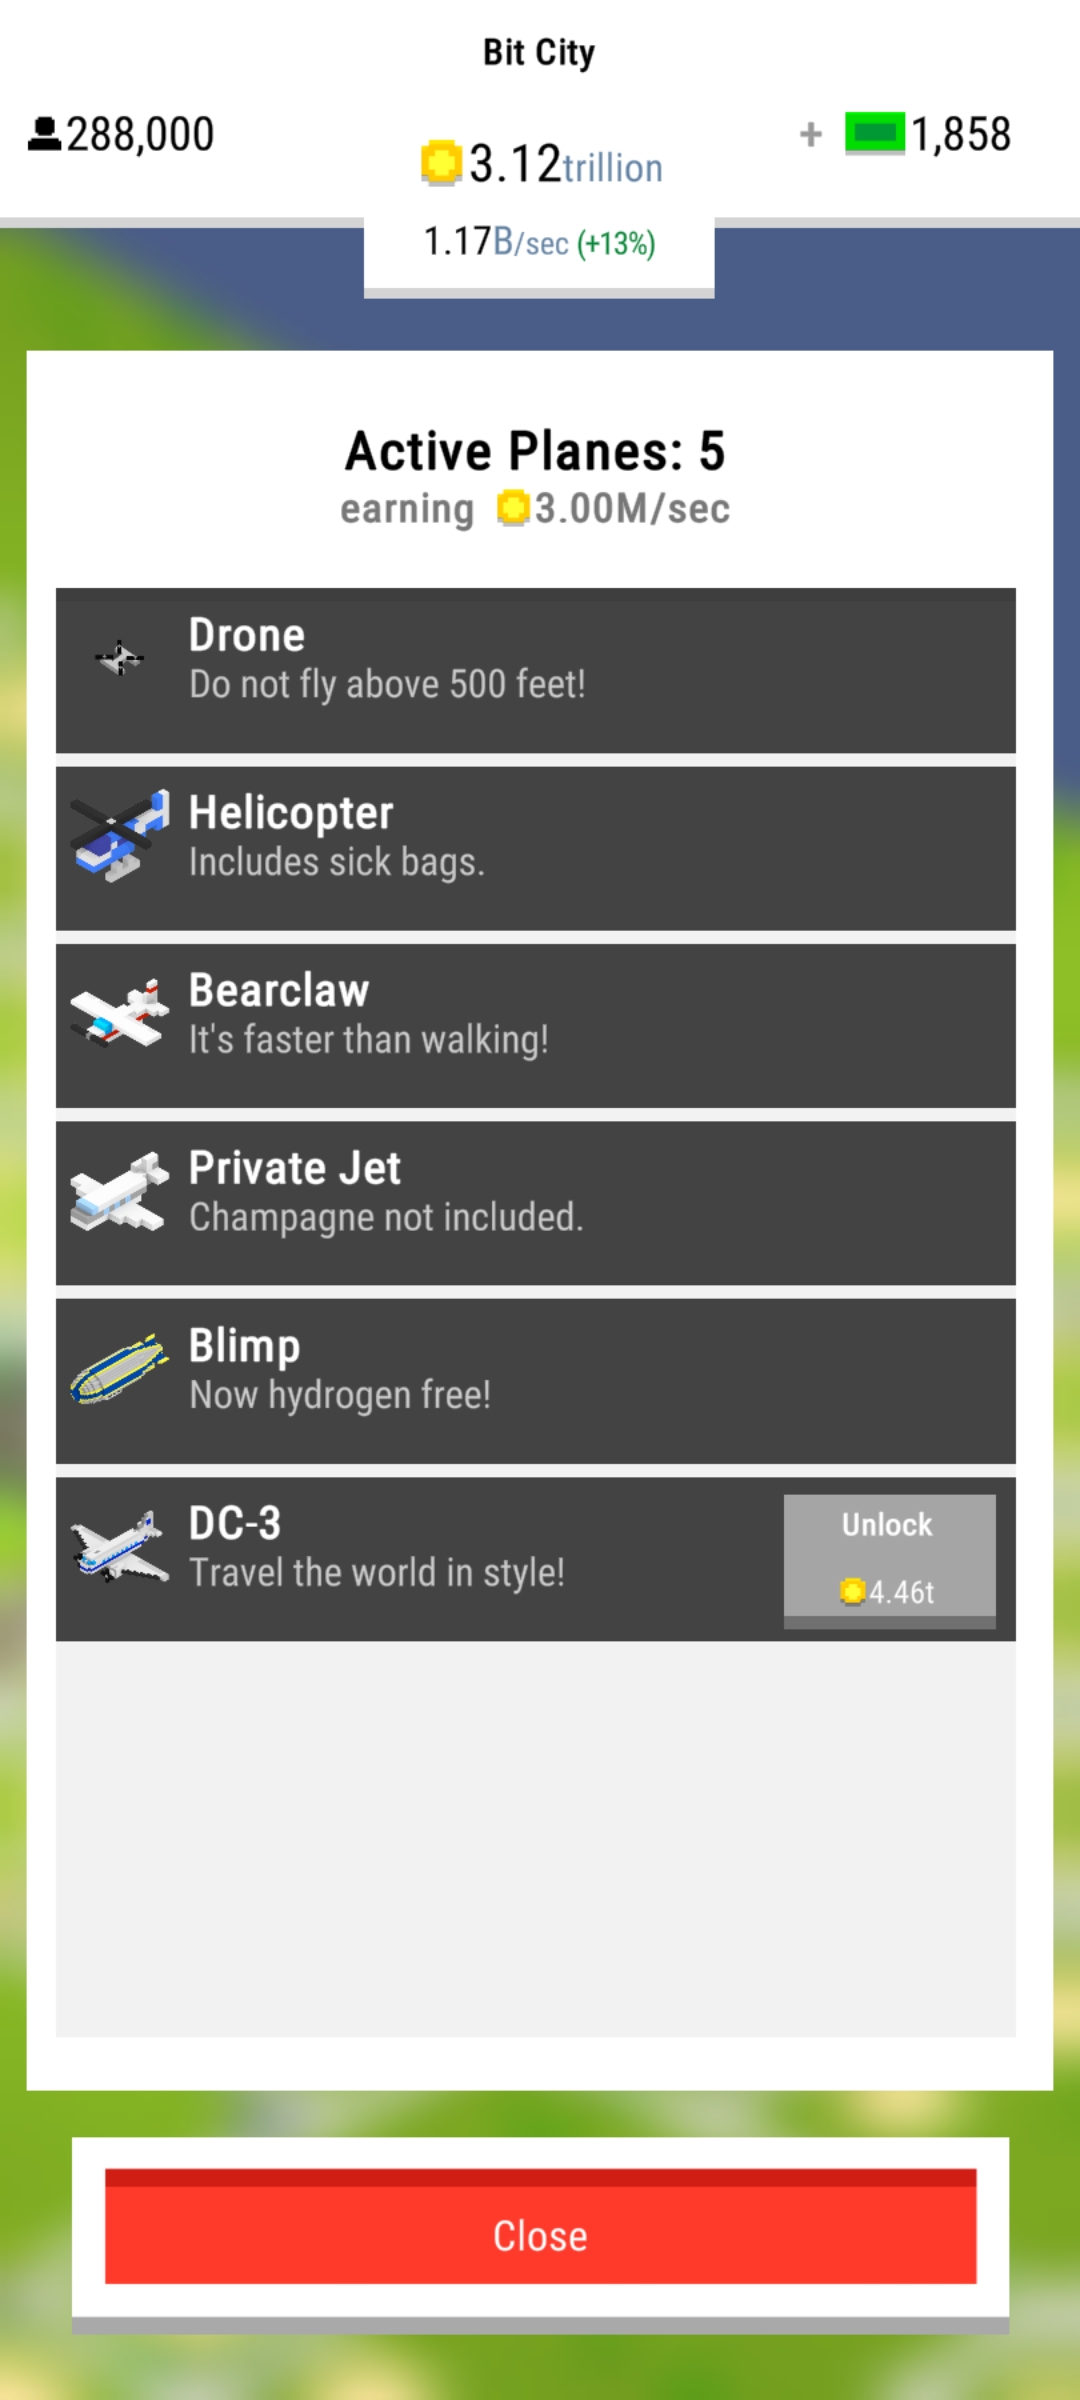 Bit City
288,000
3.12trillion
+ 1,858
1.17B/sec (+13%)
Active Planes: 5
earning 3.00M/sec
Drone
Do not fly above 500 feet!
Helicopter
Includes sick bags.
Bearclaw
It's faster than walking!
Private Jet
Champagne not included.
Blimp
Now hydrogen free!
DC-3
Travel the world in style!
Unlock
4.46t
Close